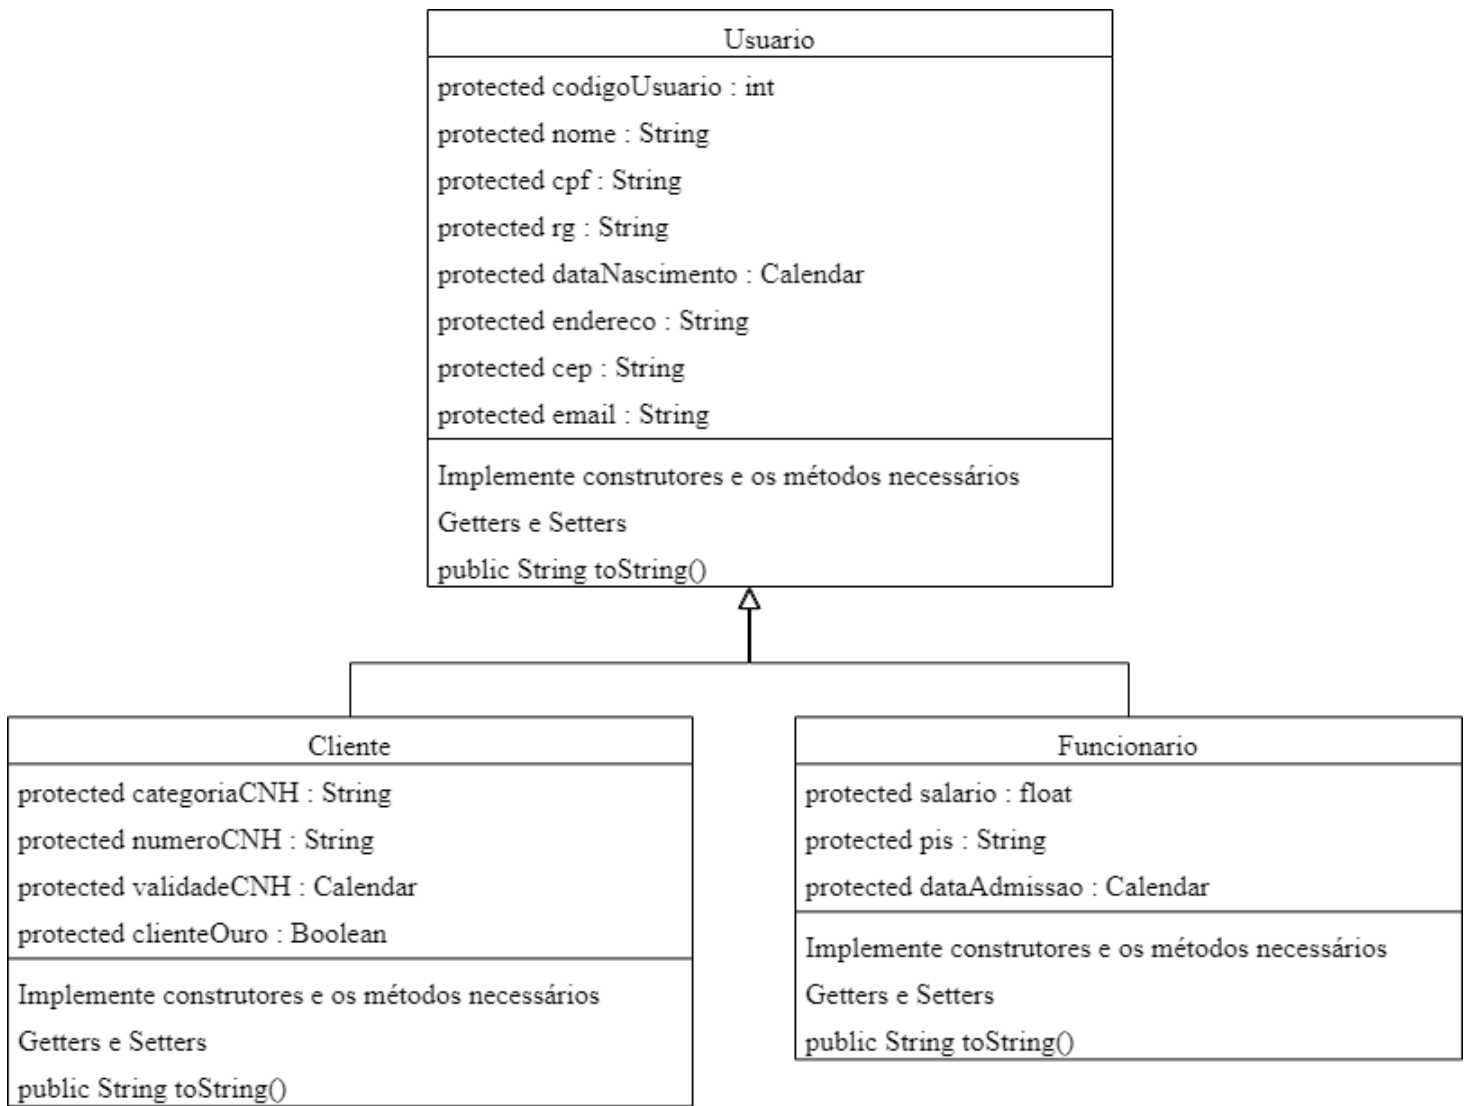 Usuario
protected codigoUsuario : int
protected nome : String
protected cpf : String
protected rg : String
protected dataNascimento : Calendar
protected endereco : String
protected cep : String
protected email : String
Implemente construtores e os métodos necessários
Getters e Setters
public String toString()
Cliente
protected categoriaCNH : String
protected numeroCNH : String
protected validadeCNH : Calendar
protected clienteOuro : Boolean
Implemente construtores e os métodos necessários
Getters e Setters
public String toString()
Funcionario
protected salario : float
protected pis : String
protected dataAdmissao : Calendar
Implemente construtores e os métodos necessários
Getters e Setters
public String toString()